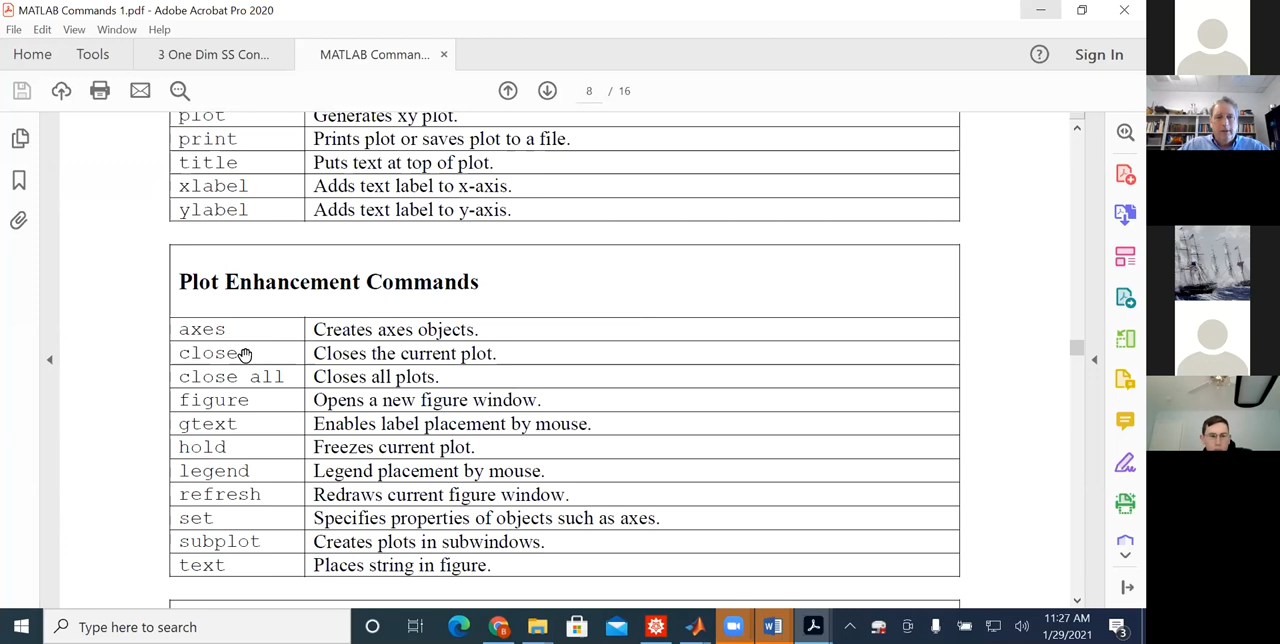 MATLAB Commands 1.pdf - Adobe Acrobat Pro 2020
File Edit View Window Help
Home Tools 3 One Dim SS Con... MATLAB Comman... × Sign In
8 / 16
plot Generates xy plot.
print Prints plot or saves plot to a file.
title Puts text at top of plot.
xlabel Adds text label to x-axis.
ylabel Adds text label to y-axis.
Plot Enhancement Commands
axes Creates axes objects.
close Closes the current plot.
close all Closes all plots.
figure Opens a new figure window.
gtext Enables label placement by mouse.
hold Freezes current plot.
legend Legend placement by mouse.
refresh Redraws current figure window.
set Specifies properties of objects such as axes.
subplot Creates plots in subwindows.
text Places string in figure.
Type here to search
11:27 AM
1/29/2021
3